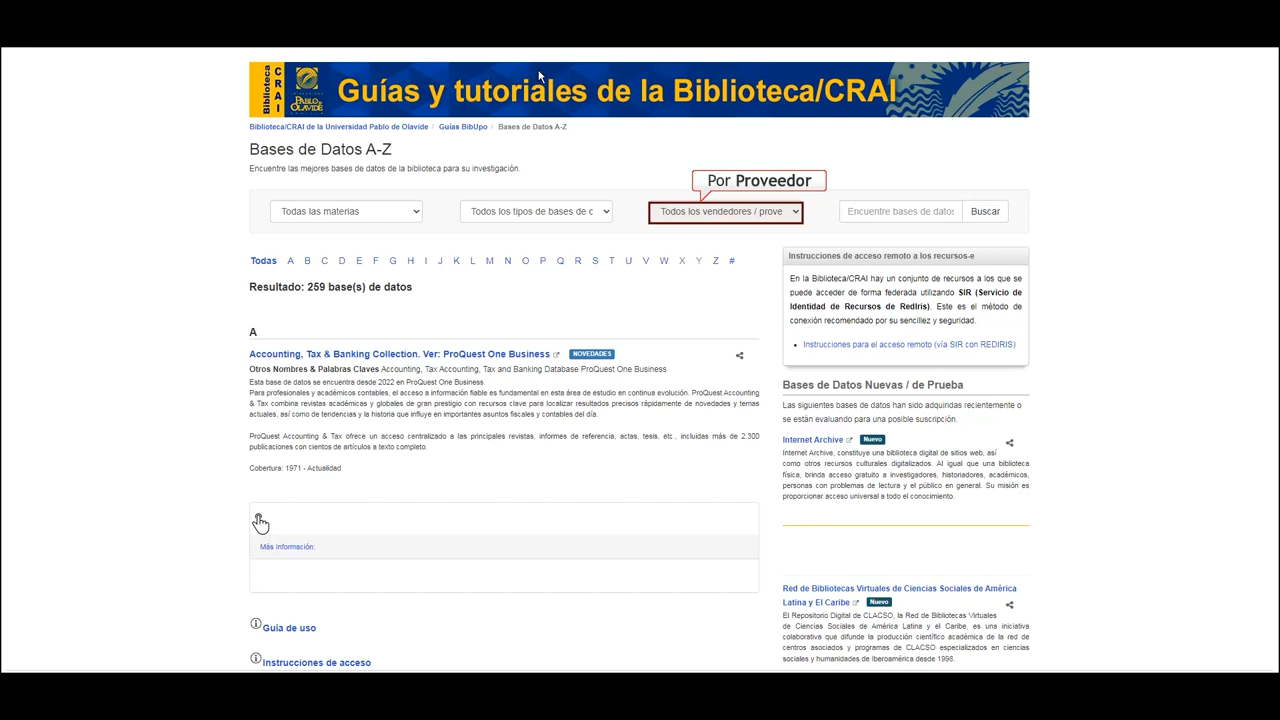 Biblioteca
CRAI
UNIVERSIDAD
PABLO DE
OLAVIDE
Guías y tutoriales de la Biblioteca/CRAI
Biblioteca/CRAI de la Universidad Pablo de Olavide / Guías BibUpo / Bases de Datos A-Z
Bases de Datos A-Z
Encuentre las mejores bases de datos de la biblioteca para su investigación.
Por Proveedor
Todas las materias
Todos los tipos de bases de c
Todos los vendedores / prove
Encuentre bases de datos
Buscar
Todas A B C D E F G H I J K L M N O P Q R S T U V W X Y Z #
Resultado: 259 base(s) de datos
A
Accounting, Tax & Banking Collection. Ver: ProQuest One Business NOVEDADES
Otros Nombres & Palabras Claves Accounting, Tax Accounting, Tax and Banking Database ProQuest One Business
Esta base de datos se encuentra desde 2022 en ProQuest One Business.
Para profesionales y académicos contables, el acceso a información fiable es fundamental en esta área de estudio en continua evolución. ProQuest Accounting
& Tax combina revistas académicas y globales de gran prestigio con recursos clave para localizar resultados precisos rápidamente de novedades y temas
actuales, así como de tendencias y la historia que influye en importantes asuntos fiscales y contables del día.
ProQuest Accounting & Tax ofrece un acceso centralizado a las principales revistas, informes de referencia, actas, tesis, etc., incluidas más de 2.300
publicaciones con cientos de artículos a texto completo.
Cobertura: 1971 - Actualidad
Más Información:
Guía de uso
Instrucciones de acceso
Instrucciones de acceso remoto a los recursos-e
En la Biblioteca/CRAI hay un conjunto de recursos a los que se
puede acceder de forma federada utilizando SIR (Servicio de
Identidad de Recursos de RedIris). Este es el método de
conexión recomendado por su sencillez y seguridad.
Instrucciones para el acceso remoto (vía SIR con REDIRIS)
Bases de Datos Nuevas / de Prueba
Las siguientes bases de datos han sido adquiridas recientemente o
se están evaluando para una posible suscripción.
Internet Archive Nuevo
Internet Archive, constituye una biblioteca digital de sitios web, así
como otros recursos culturales digitalizados. Al igual que una biblioteca
física, brinda acceso gratuito a investigadores, historiadores, académicos,
personas con problemas de lectura y el público en general. Su misión es
proporcionar acceso universal a todo el conocimiento.
Red de Bibliotecas Virtuales de Ciencias Sociales de América
Latina y El Caribe Nuevo
El Repositorio Digital de CLACSO, la Red de Bibliotecas Virtuales
de Ciencias Sociales de América Latina y el Caribe, es una iniciativa
colaborativa que difunde la producción científico académica de la red de
centros asociados y programas de CLACSO especializados en ciencias
sociales y humanidades de Iberoamérica desde 1998.